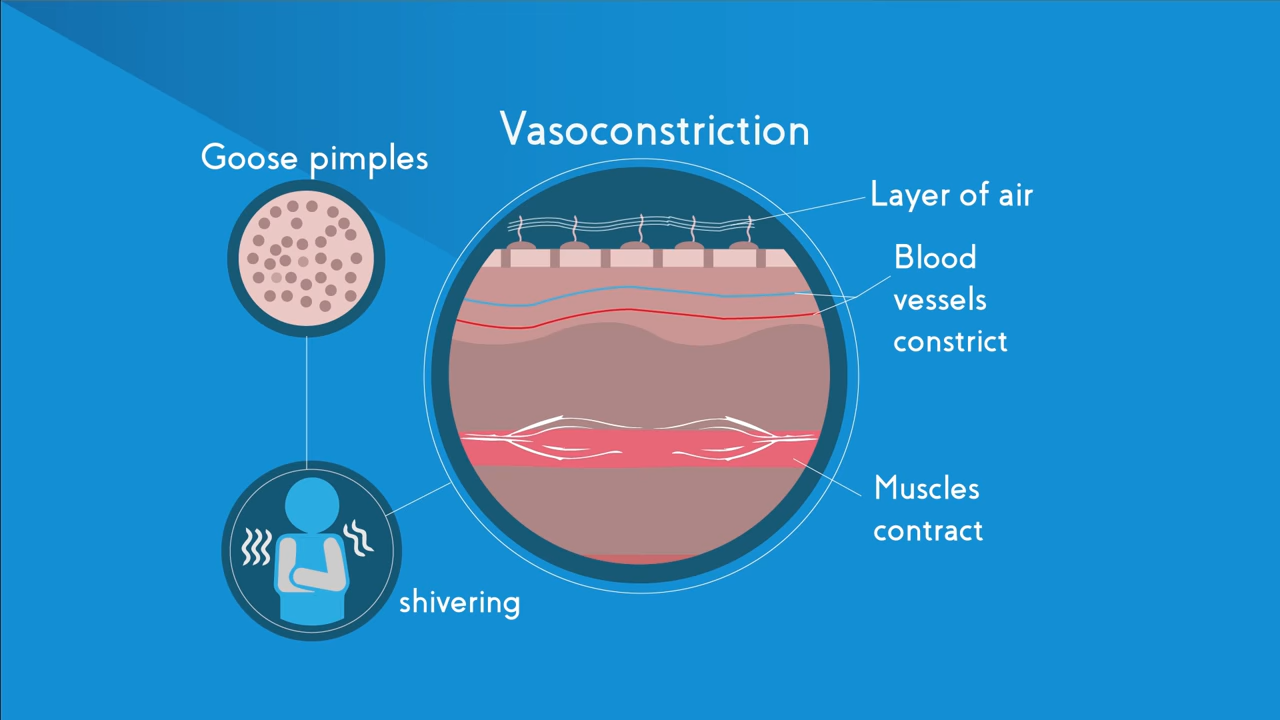 Vasoconstriction
Goose pimples
Layer of air
Blood
vessels
constrict
Muscles
contract
shivering